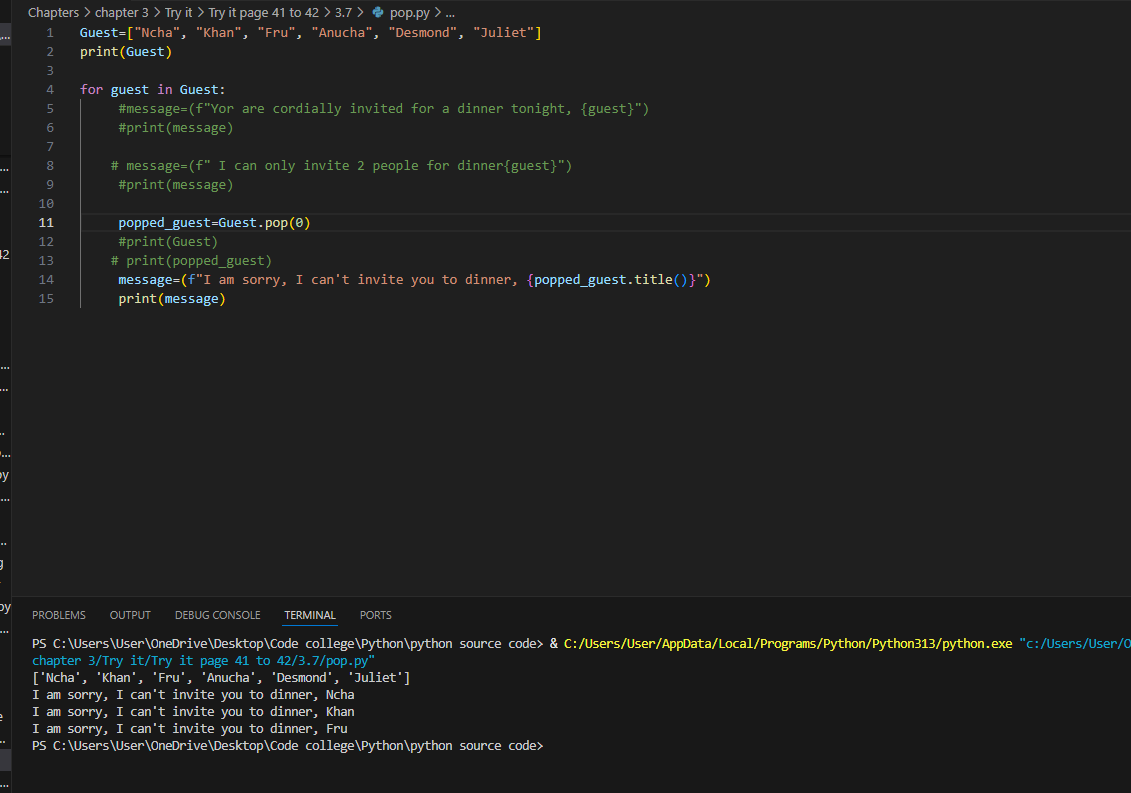 Chapters > chapter 3 > Try it > Try it page 41 to 42 > 3.7 > pop.py > ...
1 Guest=["Ncha", "Khan", "Fru", "Anucha", "Desmond", "Juliet"]
2 print(Guest)
3
4 for guest in Guest:
5 #message=(f"Yor are cordially invited for a dinner tonight, {guest}")
6 #print(message)
7
8 # message=(f" I can only invite 2 people for dinner{guest}")
9 #print(message)
10
11 popped_guest=Guest.pop(0)
12 #print(Guest)
13 # print(popped_guest)
14 message=(f"I am sorry, I can't invite you to dinner, {popped_guest.title()}")
15 print(message)
PROBLEMS OUTPUT DEBUG CONSOLE TERMINAL PORTS
PS C:\Users\User\OneDrive\Desktop\Code college\Python\python source code> & C:/Users/User/AppData/Local/Programs/Python/Python313/python.exe "c:/Users/User/O
chapter 3/Try it/Try it page 41 to 42/3.7/pop.py"
['Ncha', 'Khan', 'Fru', 'Anucha', 'Desmond', 'Juliet']
I am sorry, I can't invite you to dinner, Ncha
I am sorry, I can't invite you to dinner, Khan
I am sorry, I can't invite you to dinner, Fru
PS C:\Users\User\OneDrive\Desktop\Code college\Python\python source code>